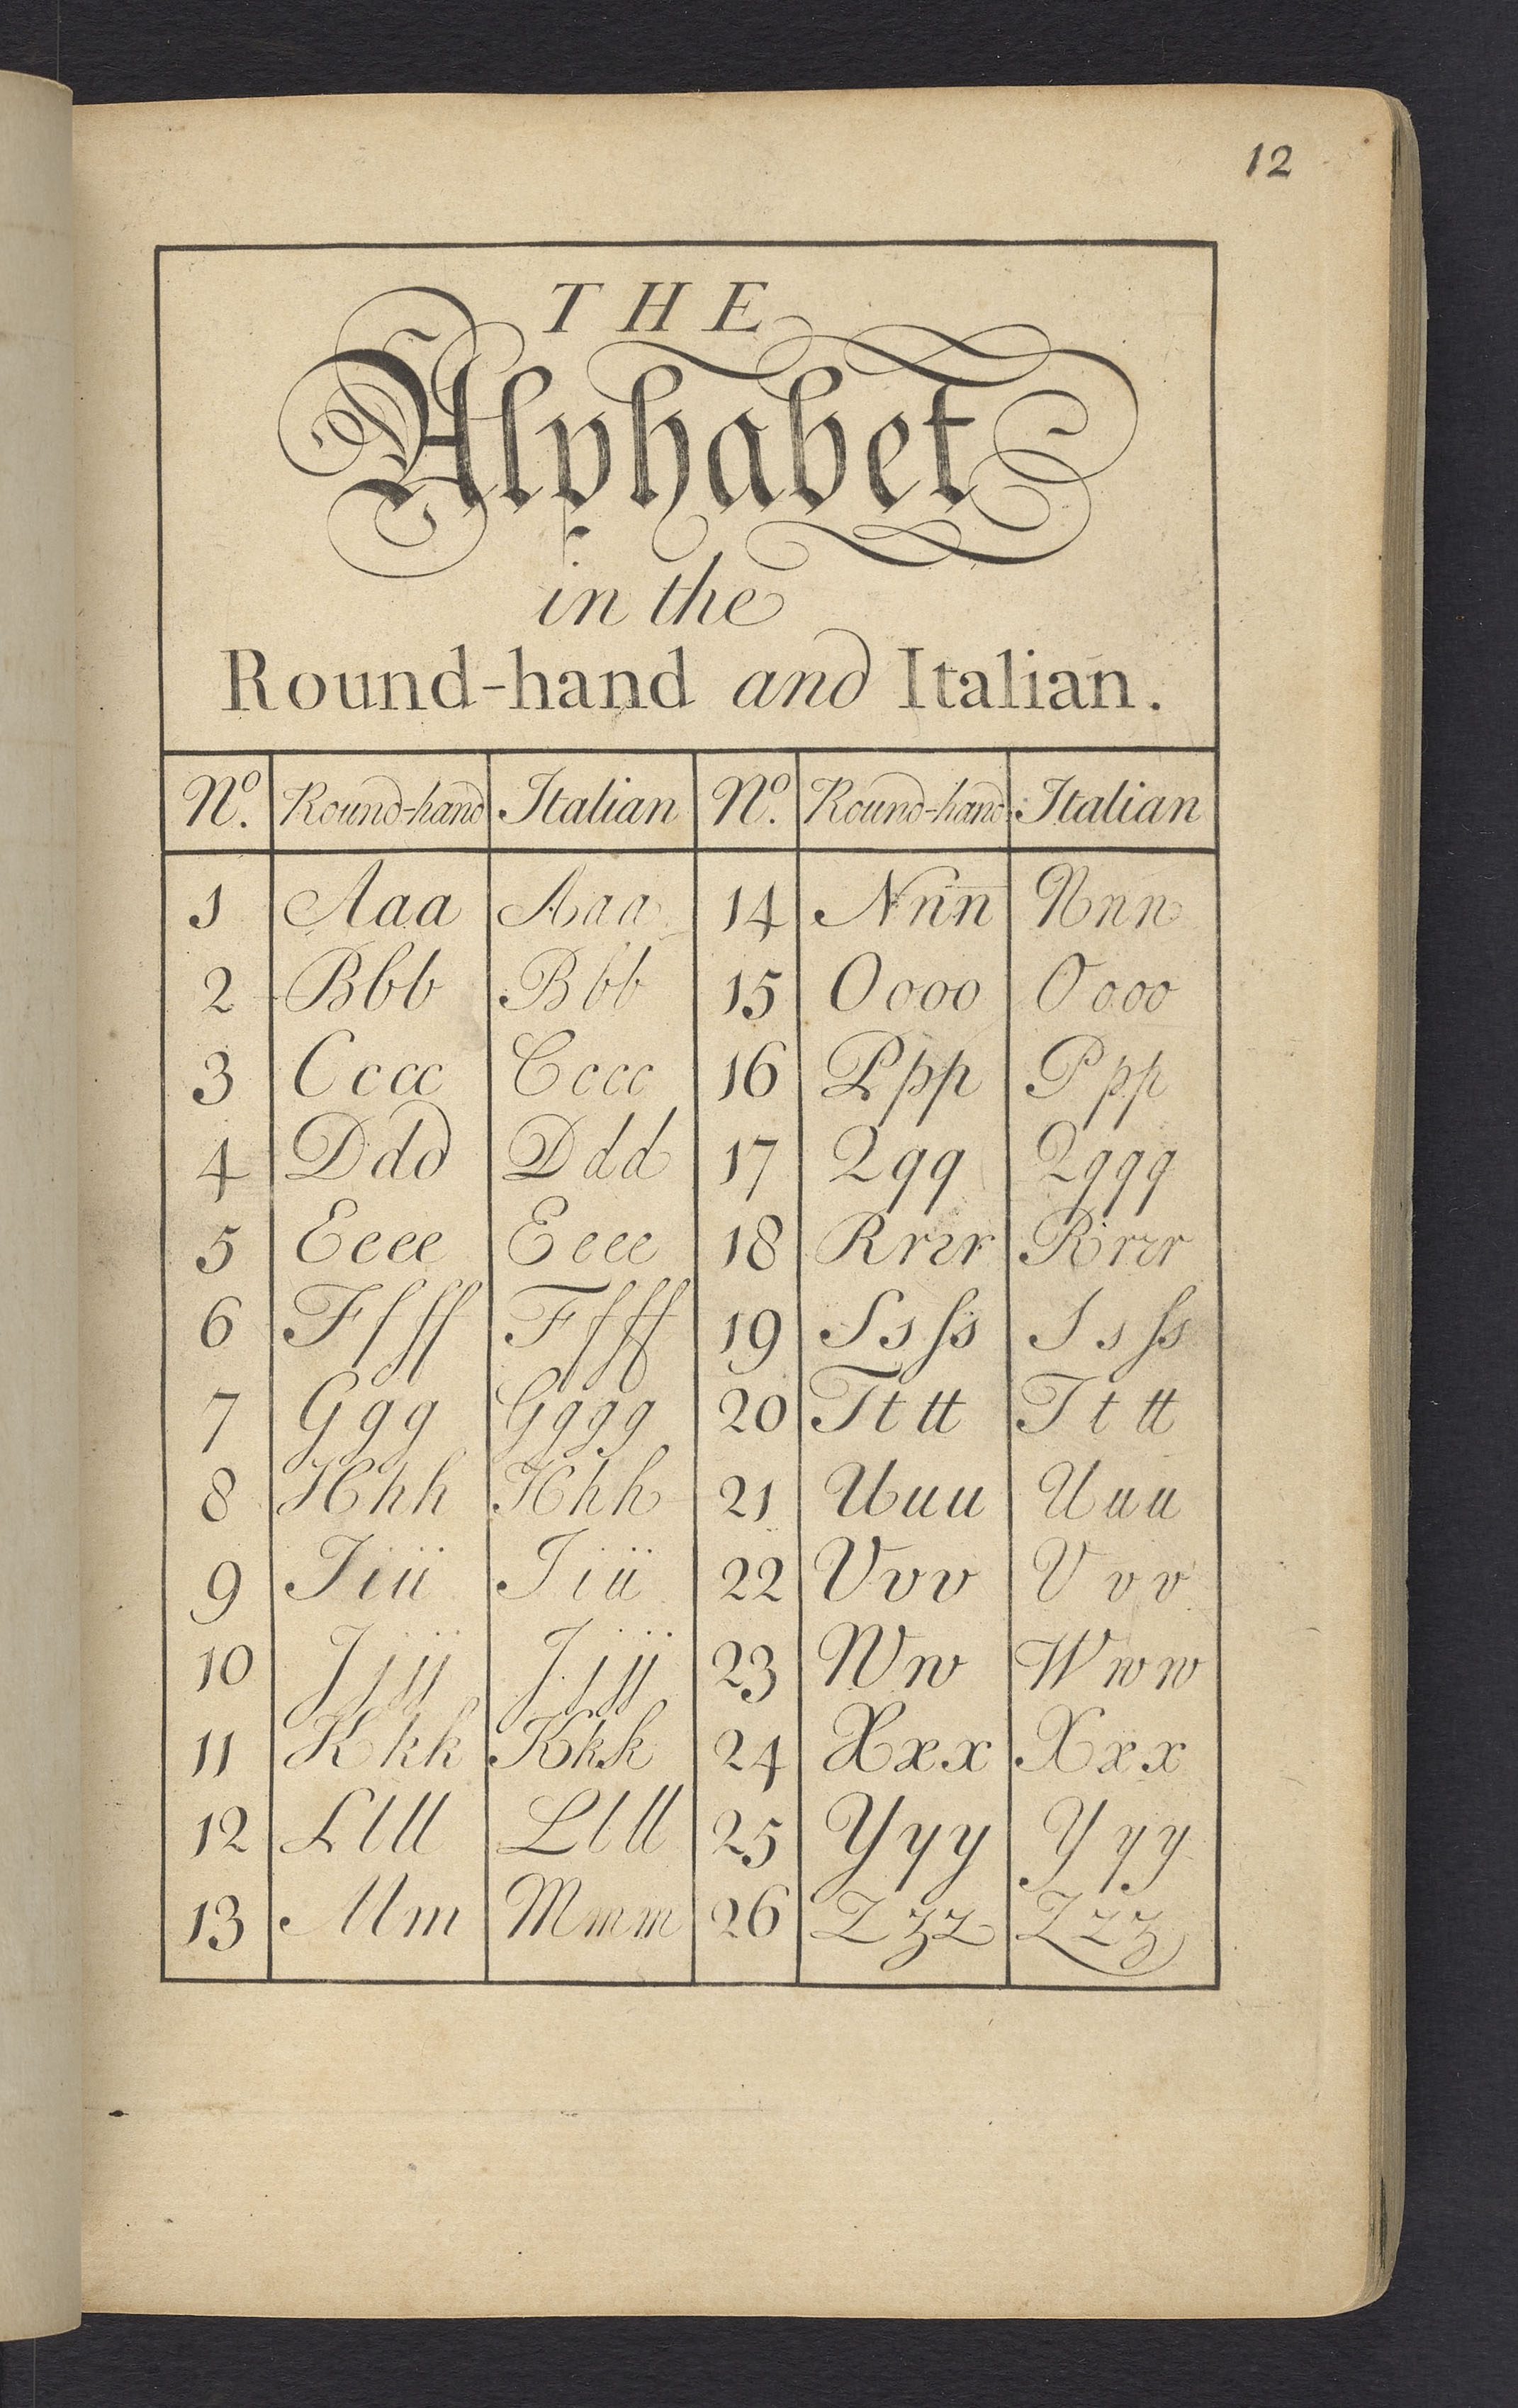 12
THE
Alphabet
in the
Round-hand and Italian.
No. Round-hand Italian No. Round-hand Italian
1 Aaa Aaa 14 Nnn Nnn
2 Bbb Bbb 15 Oooo Oooo
3 Cccc Cccc 16 Ppp Ppp
4 Ddd Ddd 17 Qqq Qqqq
5 Eeee Eeee 18 Rrrr Rrrr
6 Ffff Ffff 19 Ssſs Ssſs
7 Ggg Gggg 20 Tttt Tttt
8 Hhh Hhh 21 Uuu Uuu
9 Iiii Iiii 22 Vvv Vvv
10 Jjjj Jjjj 23 Ww Www
11 Kkk Kkk 24 Xxx Xxx
12 Llll Llll 25 Yyy Yyy
13 Mm Mmm 26 Zzz Zzz